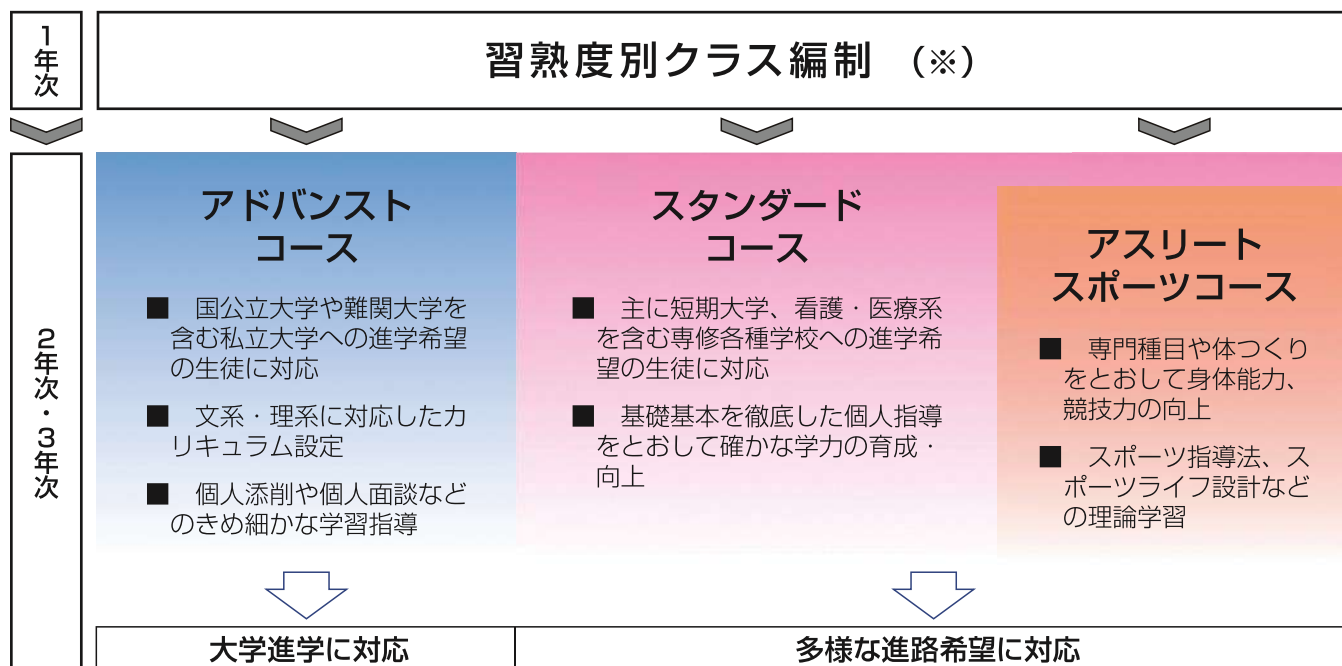 1年次
習熟度別クラス編制 (※)
2年次・3年次
アドバンスト
コース
■ 国公立大学や難関大学を
含む私立大学への進学希望
の生徒に対応
■ 文系・理系に対応したカ
リキュラム設定
■ 個人添削や個人面談など
のきめ細かな学習指導
スタンダード
コース
■ 主に短期大学、看護・医療系
を含む専修各種学校への進学希
望の生徒に対応
■ 基礎基本を徹底した個人指導
をとおして確かな学力の育成・
向上
アスリート
スポーツコース
■ 専門種目や体つくり
をとおして身体能力、
競技力の向上
■ スポーツ指導法、ス
ポーツライフ設計など
の理論学習
大学進学に対応
多様な進路希望に対応